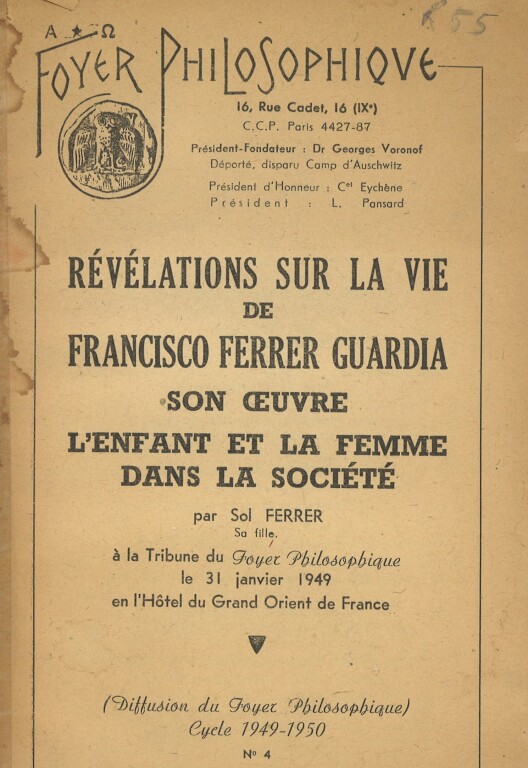 R 55
Α ★ Ω
FOYER PHILOSOPHIQUE
16, Rue Cadet, 16 (IXᵉ)
C.C.P. Paris 4427-87
Président-Fondateur : Dr Georges Voronof
Déporté, disparu Camp d'Auschwitz
Président d'Honneur : Cᵉˡ Eychène
Président : L. Pansard
RÉVÉLATIONS SUR LA VIE
DE
FRANCISCO FERRER GUARDIA
SON ŒUVRE
L'ENFANT ET LA FEMME
DANS LA SOCIÉTÉ
par Sol FERRER
Sa fille,
à la Tribune du Foyer Philosophique
le 31 janvier 1949
en l'Hôtel du Grand Orient de France
(Diffusion du Foyer Philosophique)
Cycle 1949-1950
Nº 4